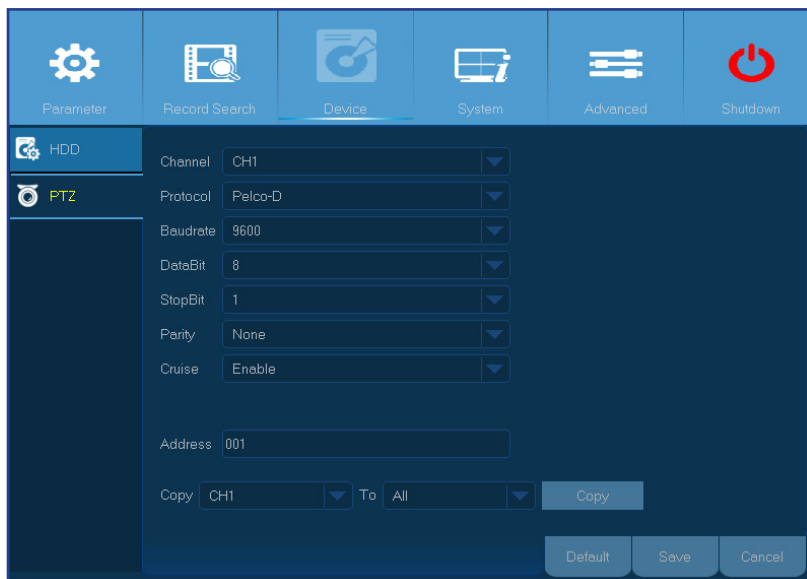 Parameter Record Search Device System Advanced Shutdown
HDD
PTZ
Channel CH1
Protocol Pelco-D
Baudrate 9600
DataBit 8
StopBit 1
Parity None
Cruise Enable
Address 001
Copy CH1 To All Copy
Default Save Cancel